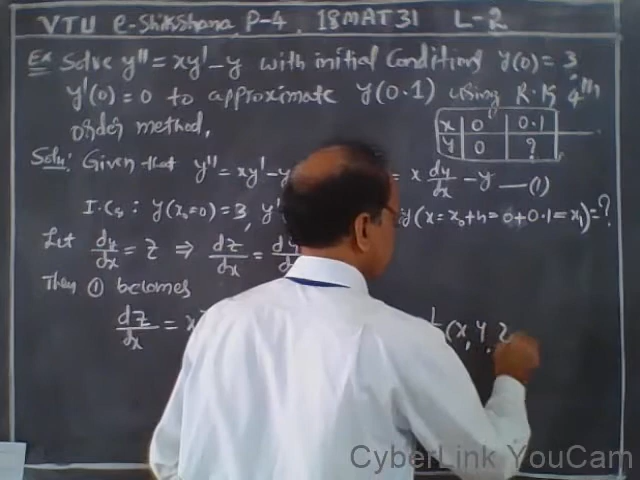 VTU e-Shikshana P-4, 18MAT31 L-2
Ex Solve y'' = xy' - y with initial conditions y(0) = 3,
y'(0) = 0 to approximate y(0.1) using R.K 4th
order method.
x 0 0.1
y 0 ?
Solu: Given that y'' = xy' - y = x dy/dx - y —(1)
I.Cs: y(x₀=0) = 3, y' y(x = x₀+h = 0+0.1 = x₁) = ?
Let dy/dx = z ⇒ dz/dx =
Then ① becomes
dz/dx = x (x, y, z
CyberLink YouCam